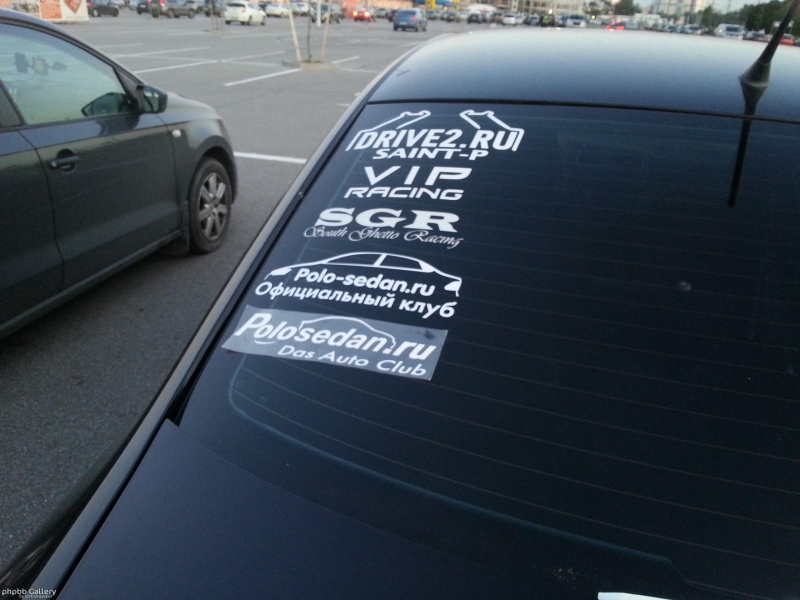 DRIVE2.RU
SAINT-P
VIP
RACING
SGR
South Ghetto Racing
Polo-sedan.ru
Официальный клуб
Polosedan.ru
Das Auto Club
phpbb Gallery